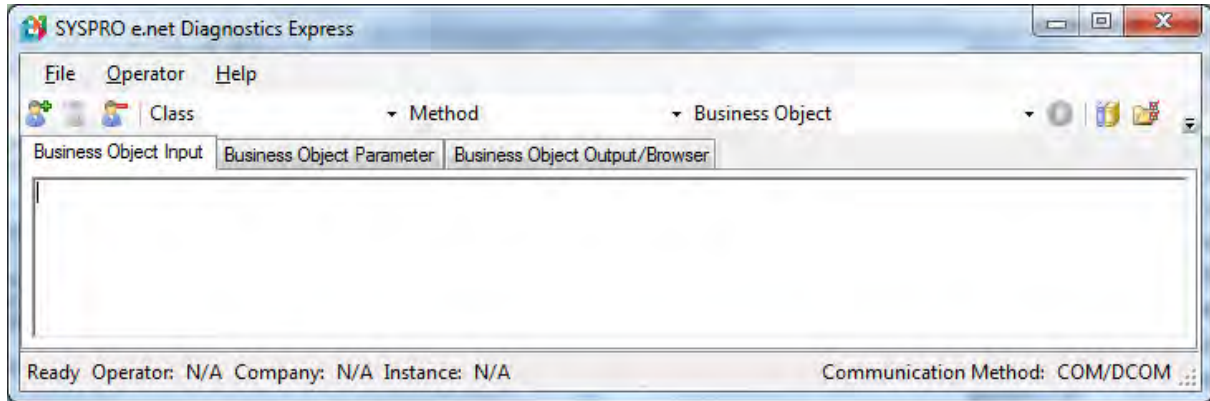 SYSPRO e.net Diagnostics Express
File Operator Help
Class Method Business Object
Business Object Input Business Object Parameter Business Object Output/Browser
Ready Operator: N/A Company: N/A Instance: N/A Communication Method: COM/DCOM